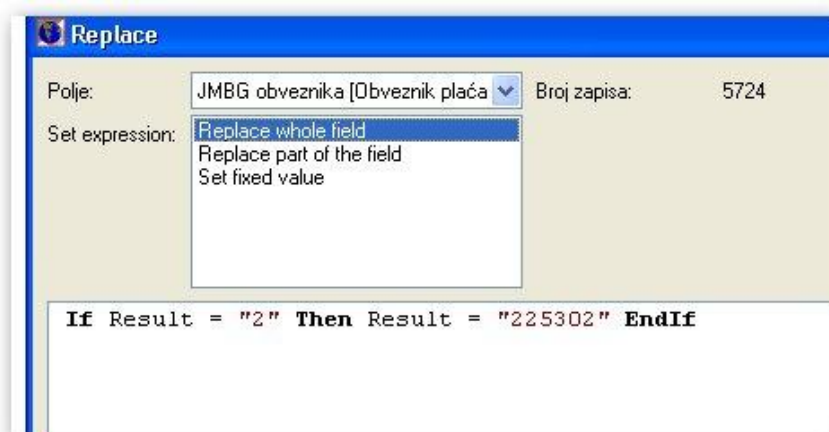 Replace
Polje: JMBG obveznika [Obveznik plaća Broj zapisa: 5724
Set expression: Replace whole field
Replace part of the field
Set fixed value
If Result = "2" Then Result = "225302" EndIf